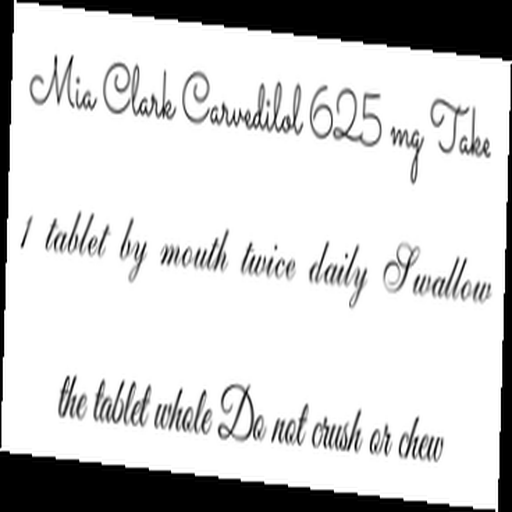 Mia Clark Carvedilol 625 mg Take
1 tablet by mouth twice daily Swallow
the tablet whole Do not crush or chew